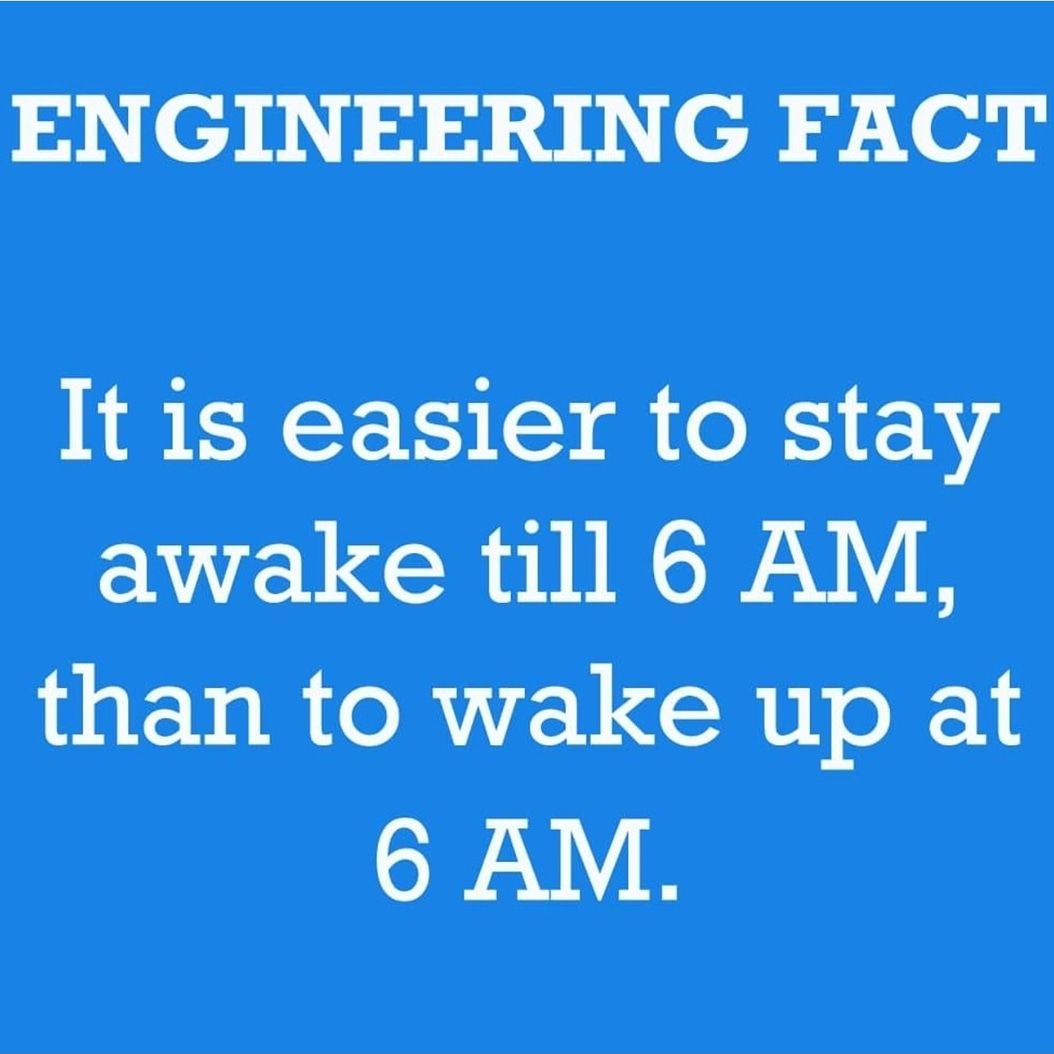 ENGINEERING FACT
It is easier to stay
awake till 6 AM,
than to wake up at
6 AM.